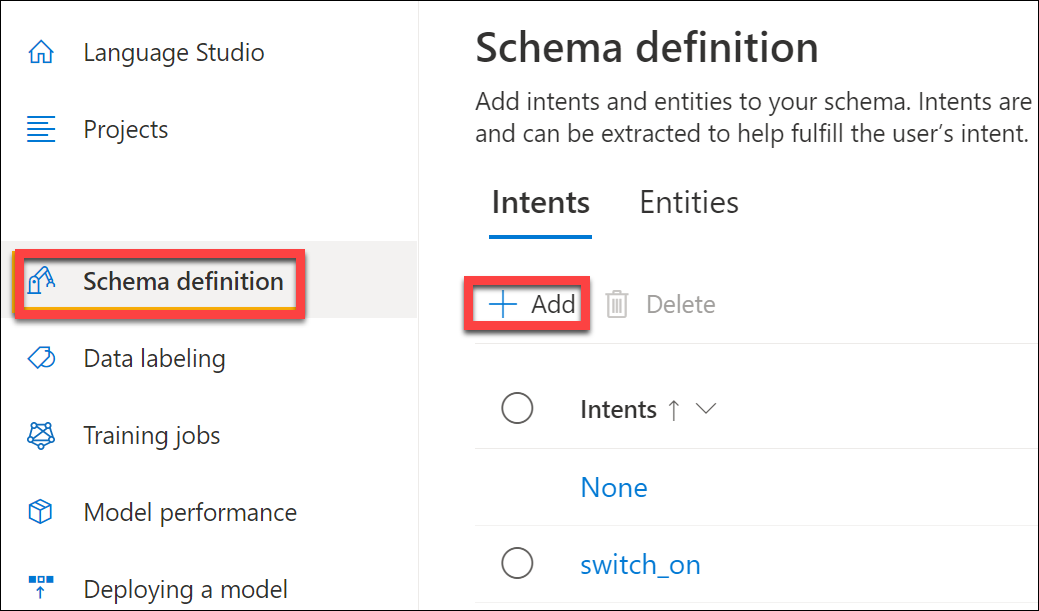 Language Studio
Projects
Schema definition
Data labeling
Training jobs
Model performance
Deploying a model
Schema definition
Add intents and entities to your schema. Intents are
and can be extracted to help fulfill the user’s intent.
Intents Entities
Add Delete
Intents
None
switch_on